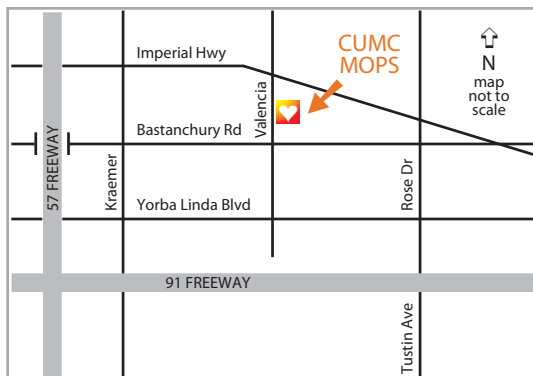 Imperial Hwy
CUMC
MOPS
N
map
not to
scale
Valencia
Bastanchury Rd
57 FREEWAY
Kraemer
Rose Dr
Yorba Linda Blvd
91 FREEWAY
Tustin Ave